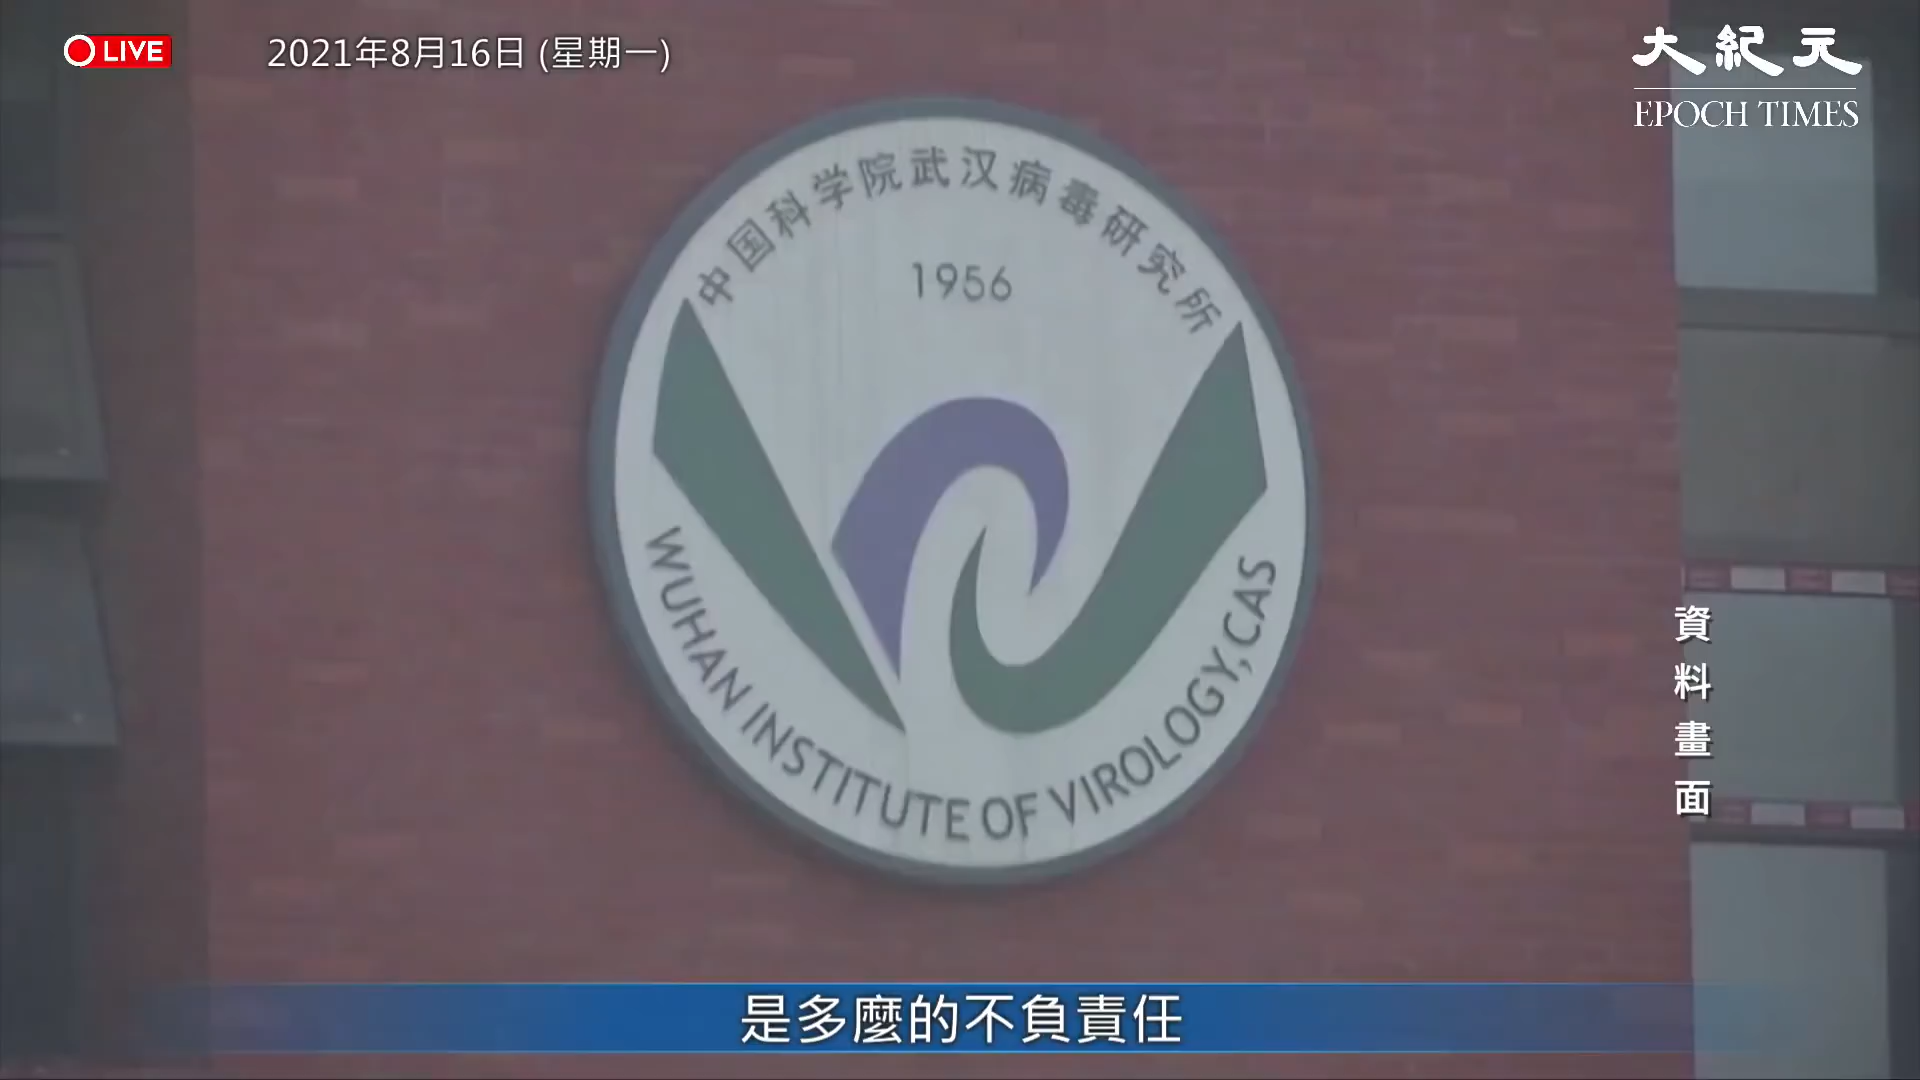 LIVE
2021年8月16日 (星期一)
大紀元
EPOCH TIMES
中国科学院武汉病毒研究所
1956
WUHAN INSTITUTE OF VIROLOGY, CAS
資料畫面
是多麼的不負責任